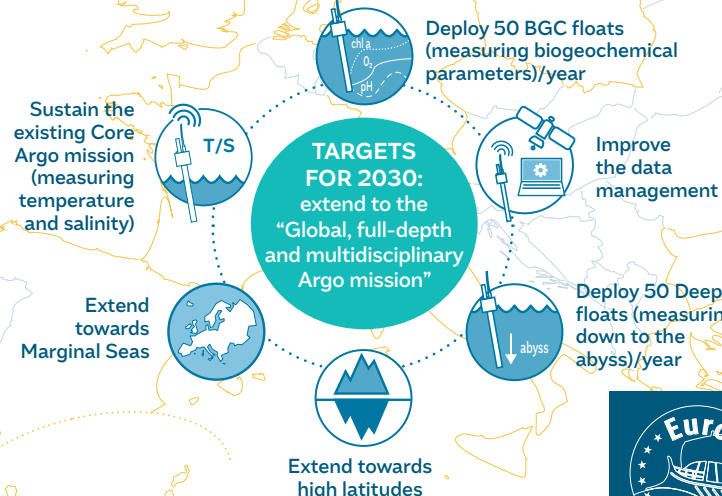 Deploy 50 BGC floats
(measuring biogeochemical
parameters)/year
chl a
O₂
pH
Sustain the
existing Core
Argo mission
(measuring
temperature
and salinity)
T/S
TARGETS
FOR 2030:
extend to the
“Global, full-depth
and multidisciplinary
Argo mission”
Improve
the data
management
Extend
towards
Marginal Seas
Deploy 50 Deep
floats (measurin
down to the
abyss)/year
abyss
Extend towards
high latitudes
Euro